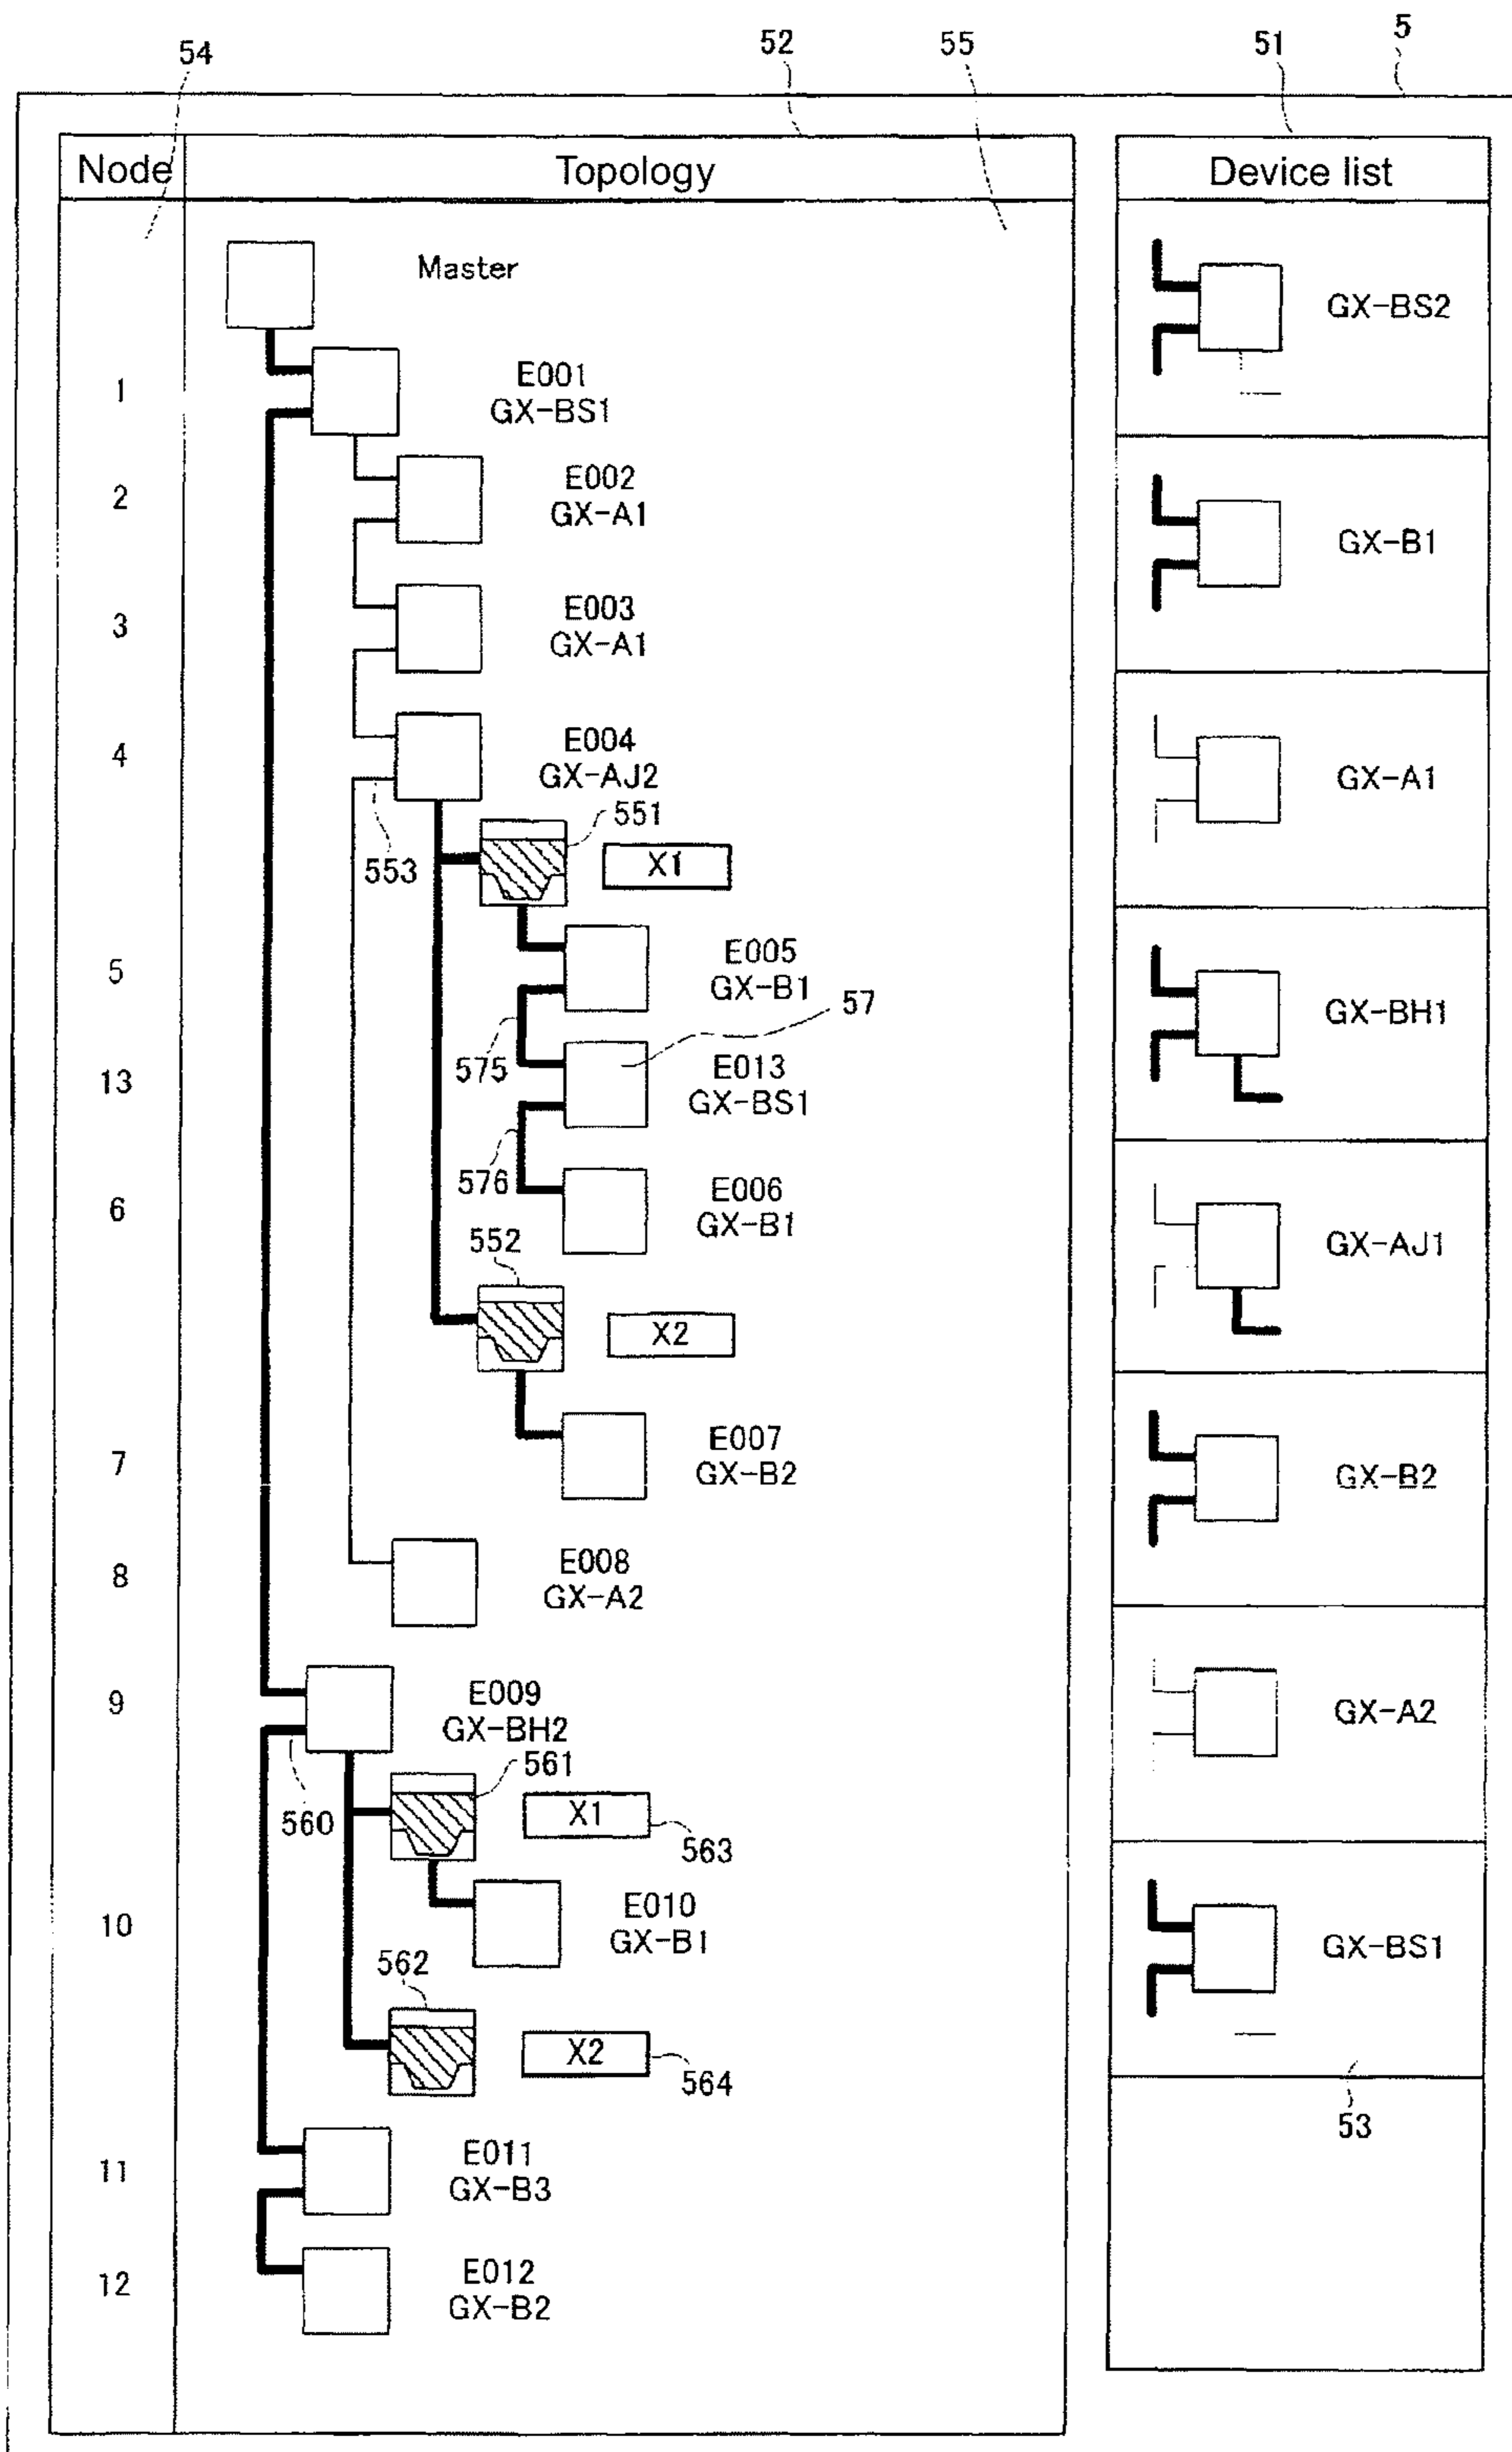 54
52
55
51
5
Node
Topology
Device list
Master
1
E001
GX-BS1
2
E002
GX-A1
3
E003
GX-A1
4
E004
GX-AJ2
553
551
X1
5
E005
GX-B1
575
57
13
E013
GX-BS1
576
6
E006
GX-B1
552
X2
7
E007
GX-B2
8
E008
GX-A2
9
E009
GX-BH2
560
561
X1
563
10
E010
GX-B1
562
X2
564
11
E011
GX-B3
12
E012
GX-B2
GX-BS2
GX-B1
GX-A1
GX-BH1
GX-AJ1
GX-B2
GX-A2
GX-BS1
53